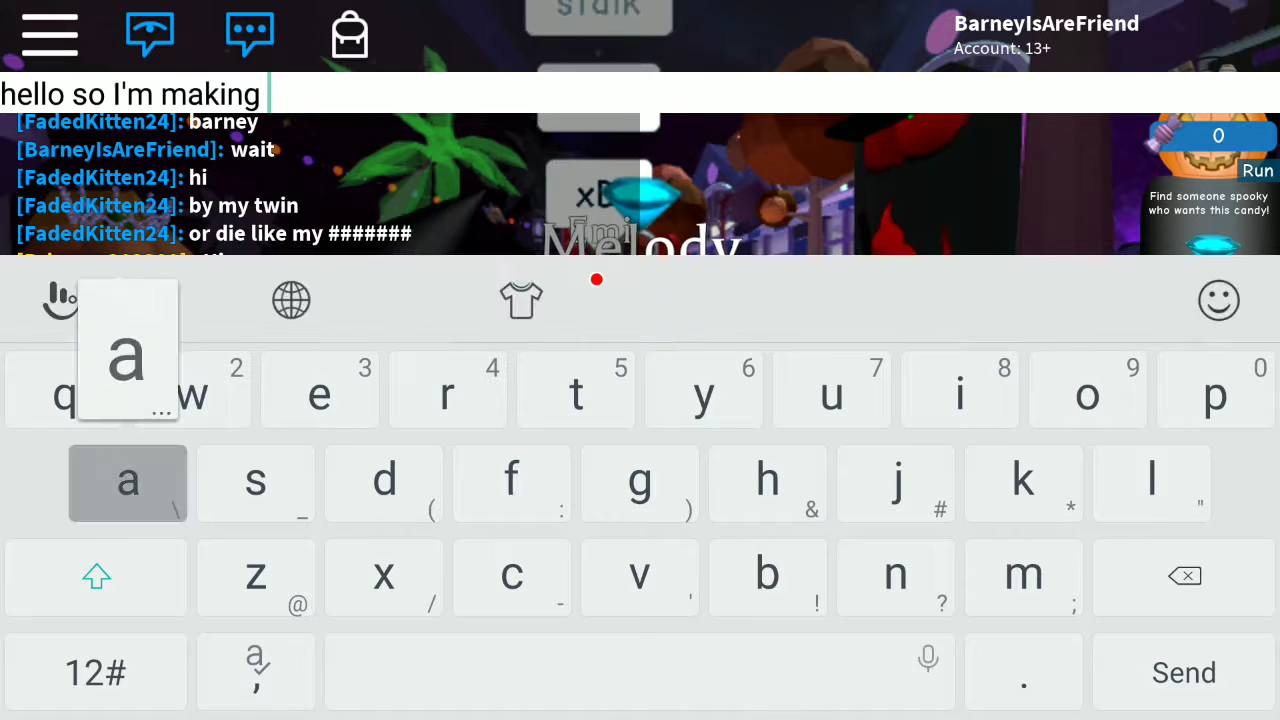 stalk
BarneyIsAreFriend
Account: 13+
hello so I'm making
[FadedKitten24]: barney
[BarneyIsAreFriend]: wait
[FadedKitten24]: hi
[FadedKitten24]: by my twin
[FadedKitten24]: or die like my #######
xD
Melody
0
Run
Find someone spooky
who wants this candy!
a
...
q w 2 e 3 r 4 t 5 y 6 u 7 i 8 o 9 p 0
a \ s _ d ( f : g ) h & j # k * l "
z @ x / c - v ' b ! n ? m ;
12# a , . Send